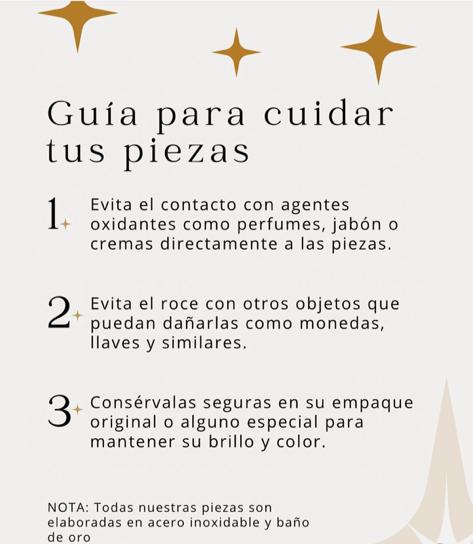 Guía para cuidar
tus piezas
1 Evita el contacto con agentes
oxidantes como perfumes, jabón o
cremas directamente a las piezas.
2 Evita el roce con otros objetos que
puedan dañarlas como monedas,
llaves y similares.
3 Consérvalas seguras en su empaque
original o alguno especial para
mantener su brillo y color.
NOTA: Todas nuestras piezas son
elaboradas en acero inoxidable y baño
de oro